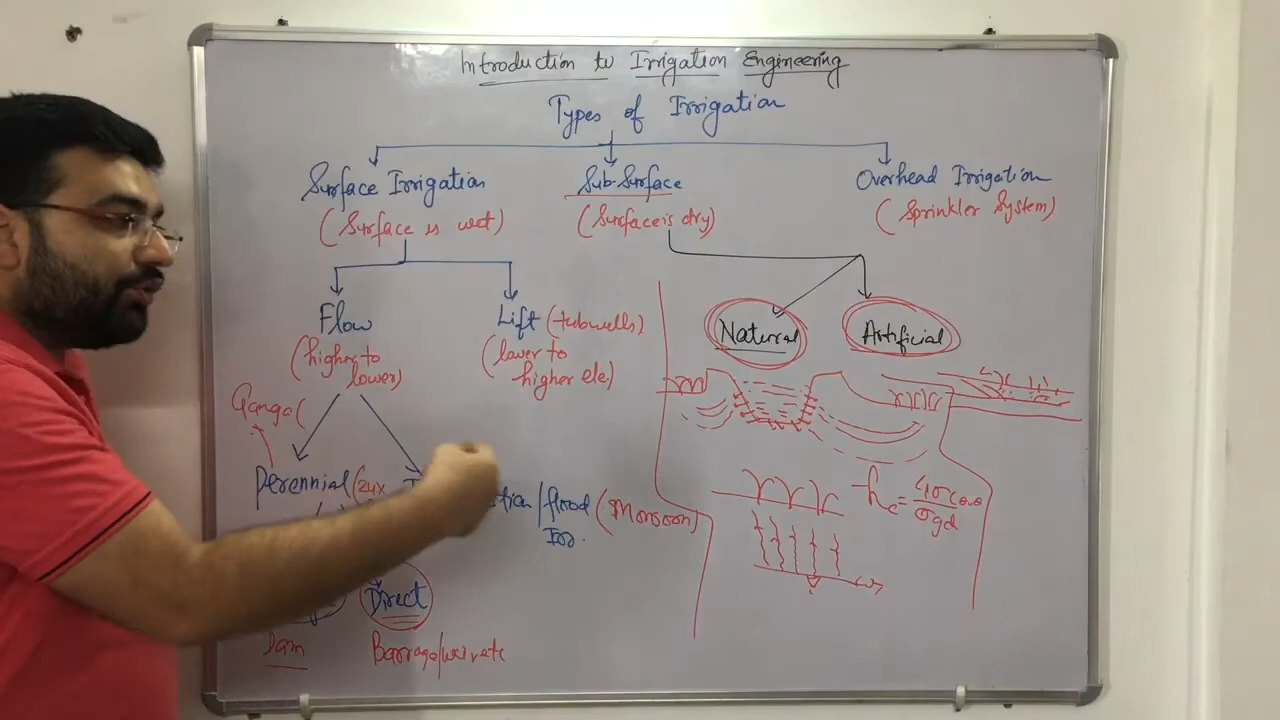 Introduction to Irrigation Engineering
Types of Irrigation
Surface Irrigation
(Surface is wet)
Sub-Surface
(Surface is dry)
Overhead Irrigation
(Sprinkler System)
Flow
(higher to
lower)
Lift (tubwells)
(lower to
higher ele)
Natural
Artificial
Ganga(
Perennial (24x
/flood (Monsoon)
Irr.
Direct
Dam
Barrage/